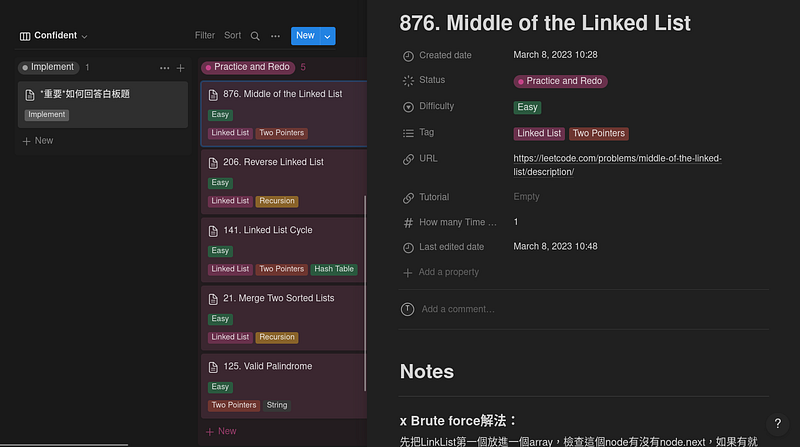 Confident
Filter Sort ... New
Implement 1
"重要"如何回答白板題
Implement
New
Practice and Redo 5
876. Middle of the Linked List
Easy
Linked List Two Pointers
206. Reverse Linked List
Easy
Linked List Recursion
141. Linked List Cycle
Easy
Linked List Two Pointers Hash Table
21. Merge Two Sorted Lists
Easy
Linked List Recursion
125. Valid Palindrome
Easy
Two Pointers String
New
876. Middle of the Linked List
Created date March 8, 2023 10:28
Status Practice and Redo
Difficulty Easy
Tag Linked List Two Pointers
URL https://leetcode.com/problems/middle-of-the-linked-
list/description/
Tutorial Empty
How many Time ... 1
Last edited date March 8, 2023 10:48
Add a property
T Add a comment...
Notes
x Brute force解法：
先把LinkList第一個放進一個array，檢查這個node有沒有node.next，如果有就
?